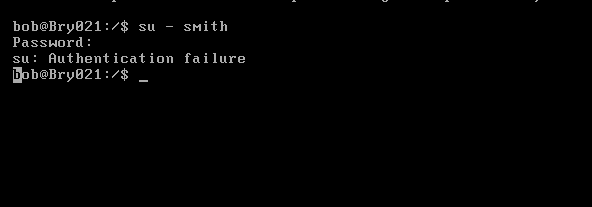 bob@Bry021:/$ su - smith
Password:
su: Authentication failure
bob@Bry021:/$ _